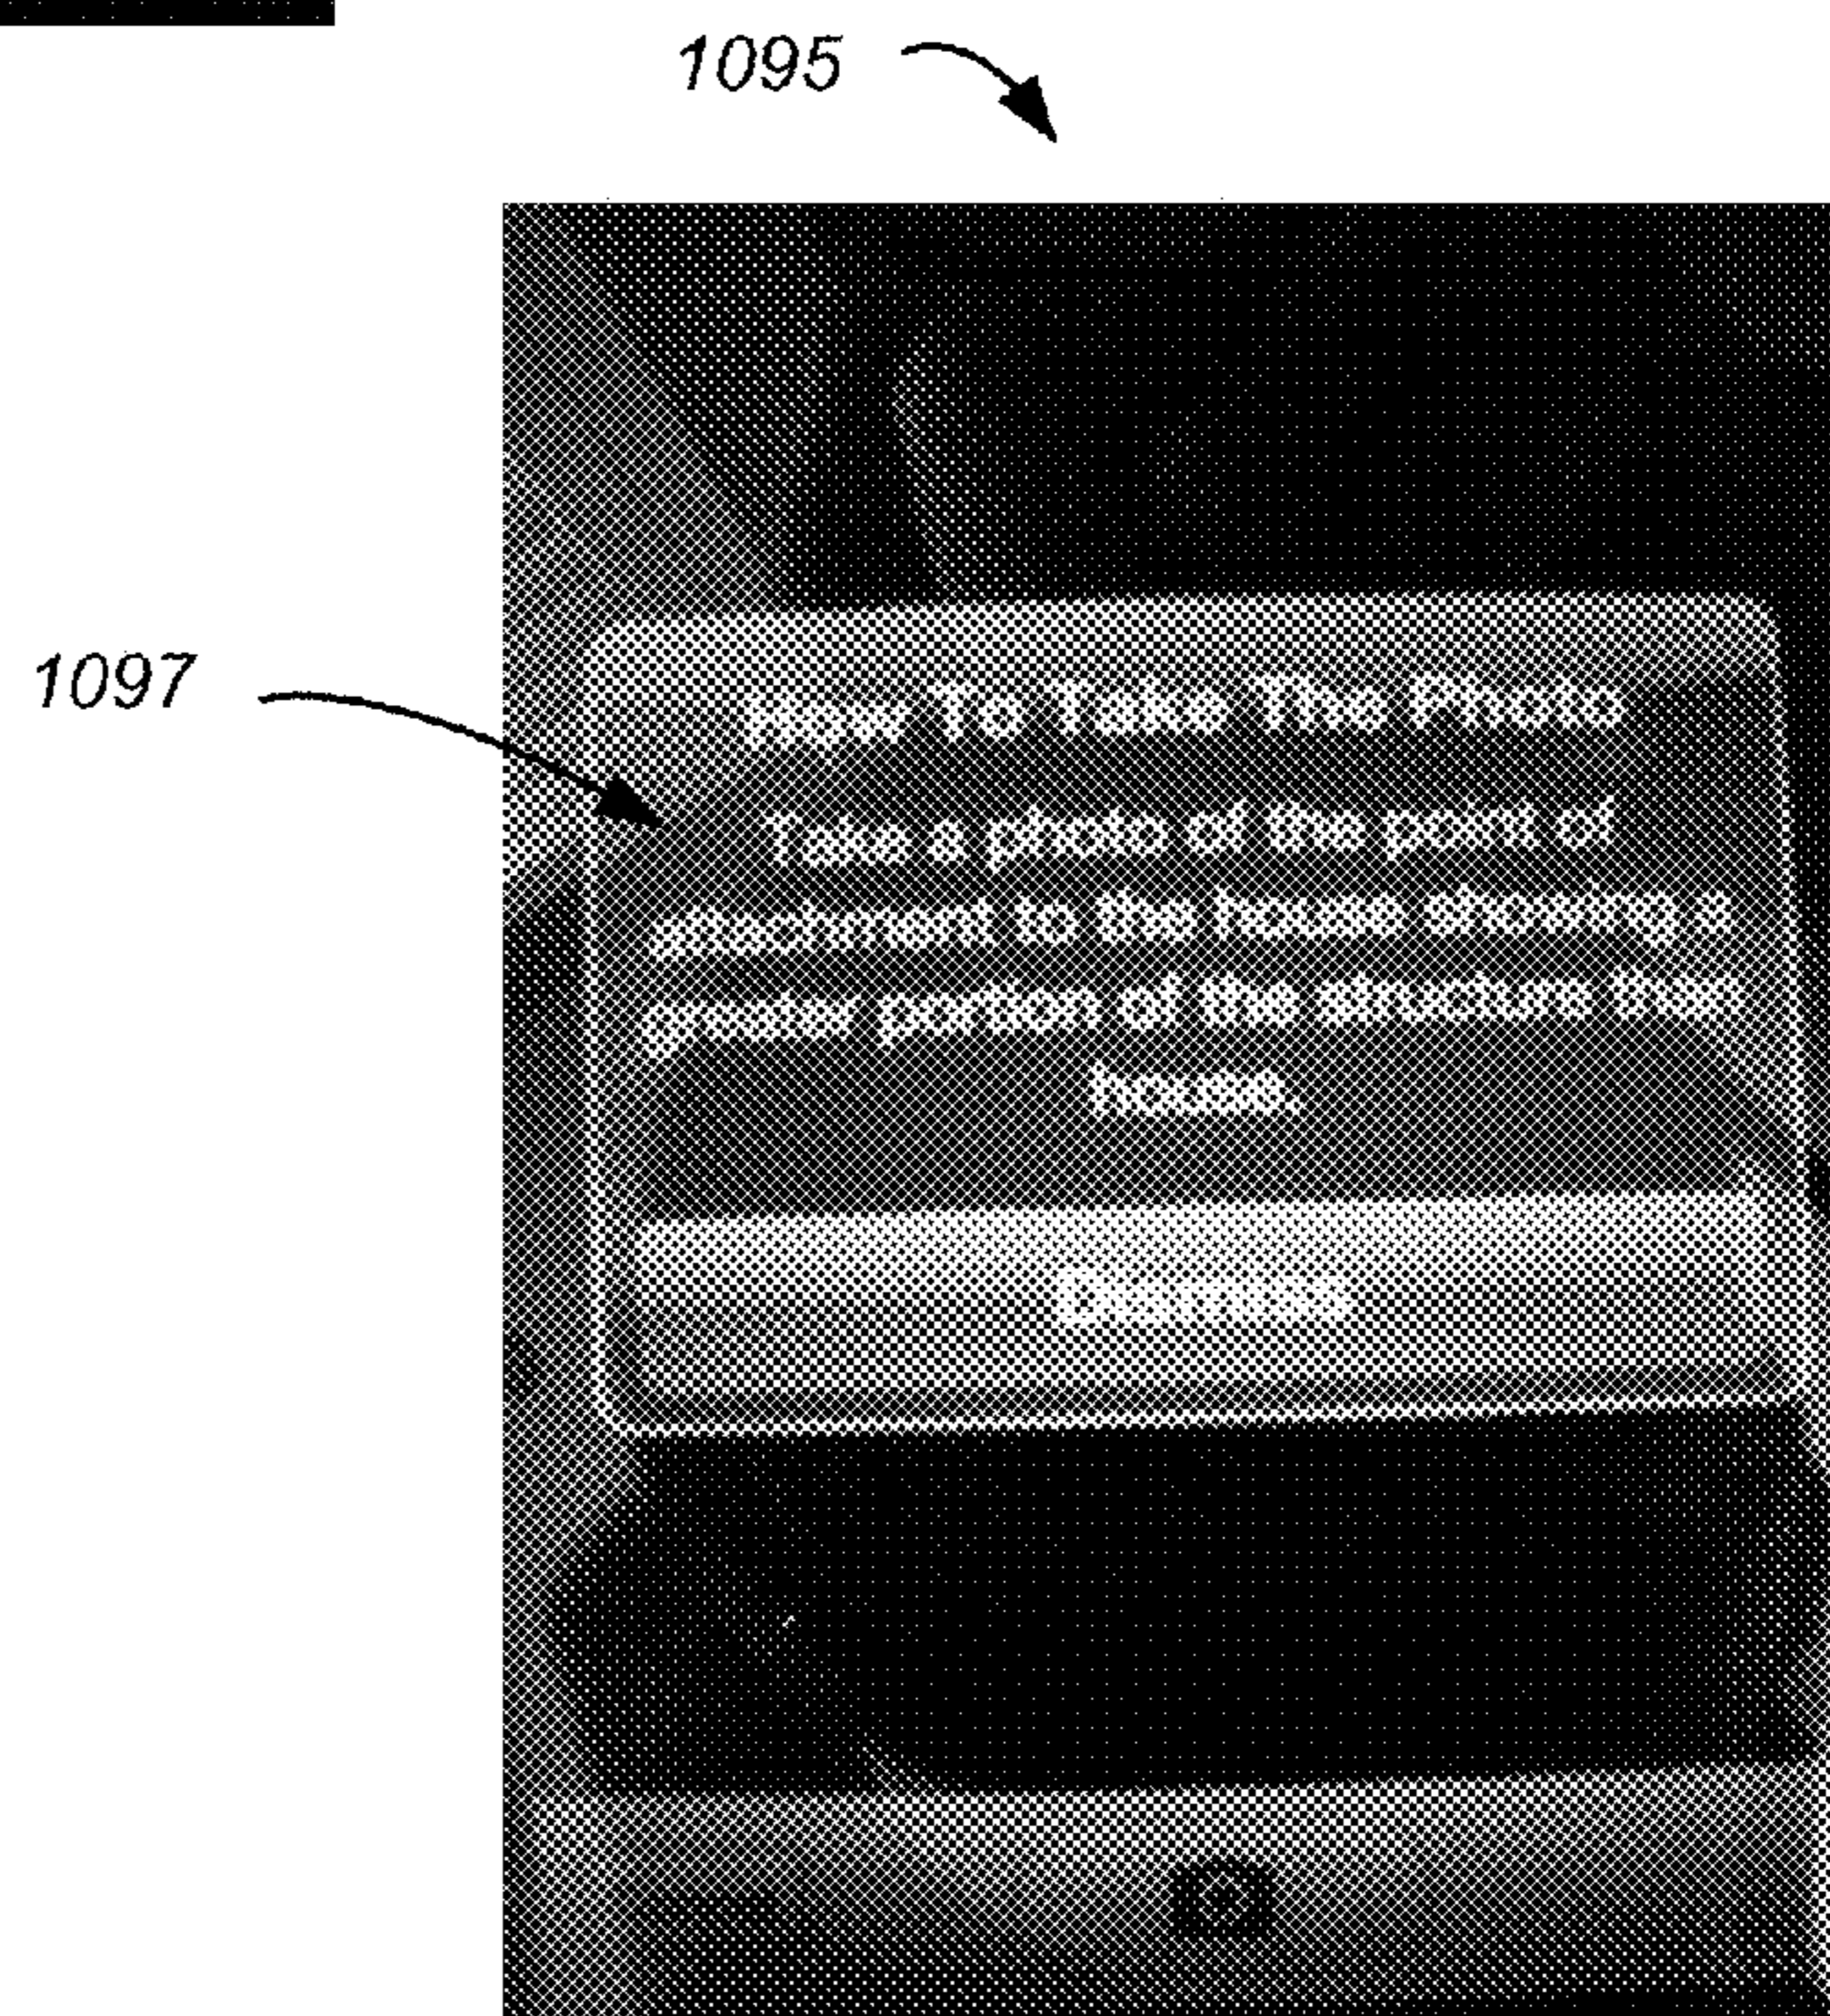 1095
1097
How To Take The Photo
Take a photo of the point of
attachment to the house showing a
greater portion of the structure than
house.
Dismiss